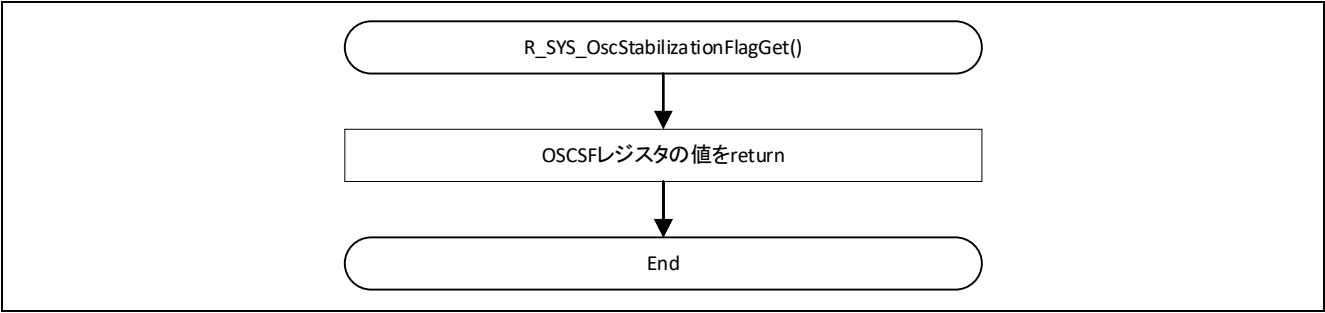 R_SYS_OscStabilizationFlagGet()
OSCSFレジスタの値をreturn
End